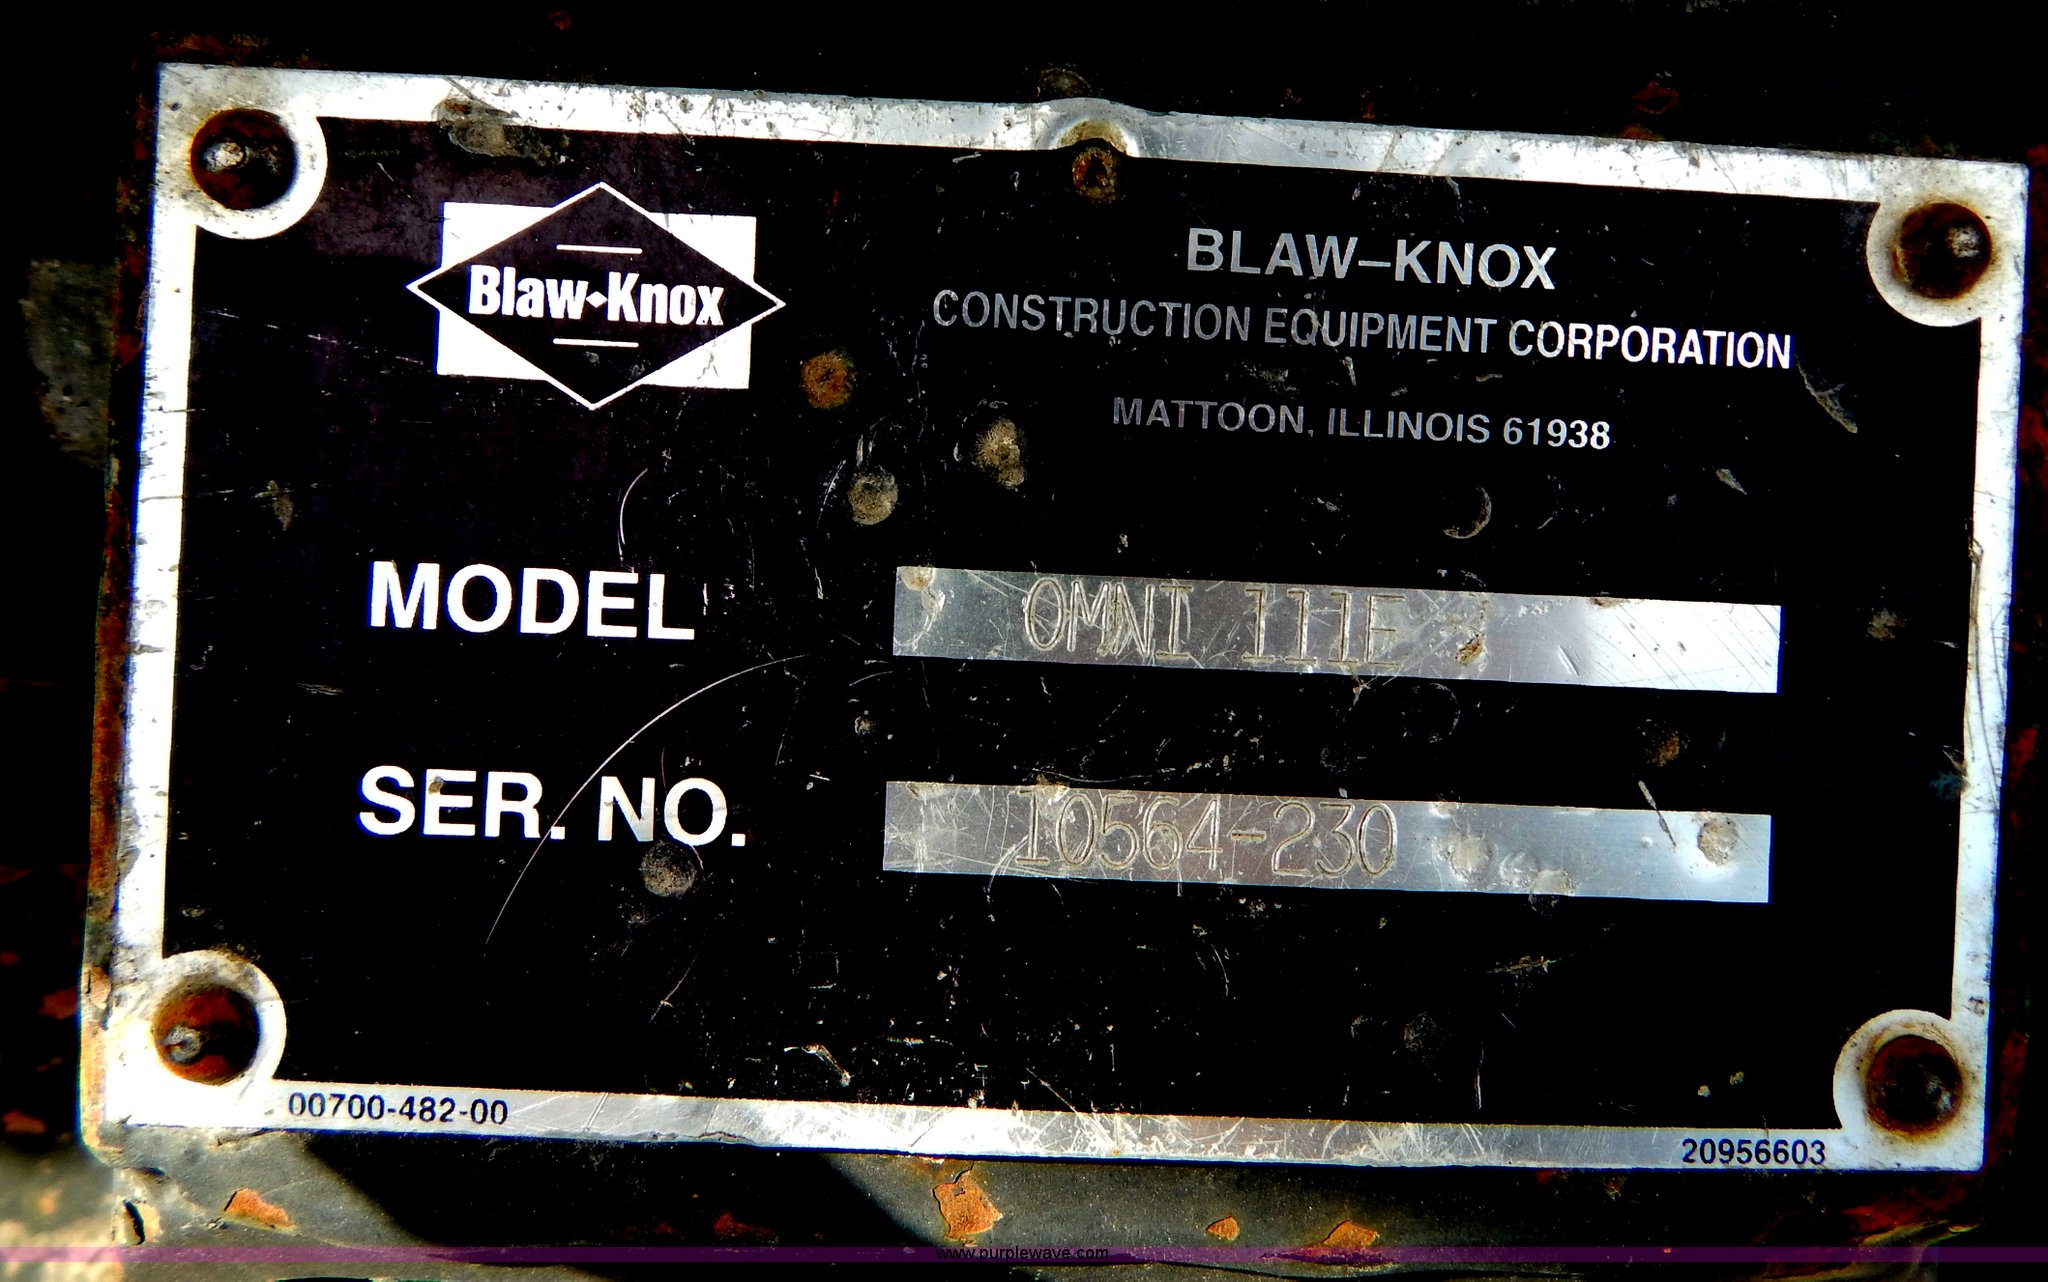 Blaw-Knox
BLAW-KNOX
CONSTRUCTION EQUIPMENT CORPORATION
MATTOON, ILLINOIS 61938
MODEL OMNI 111E
SER. NO. 10564-230
00700-482-00
20956603
www.purplewave.com